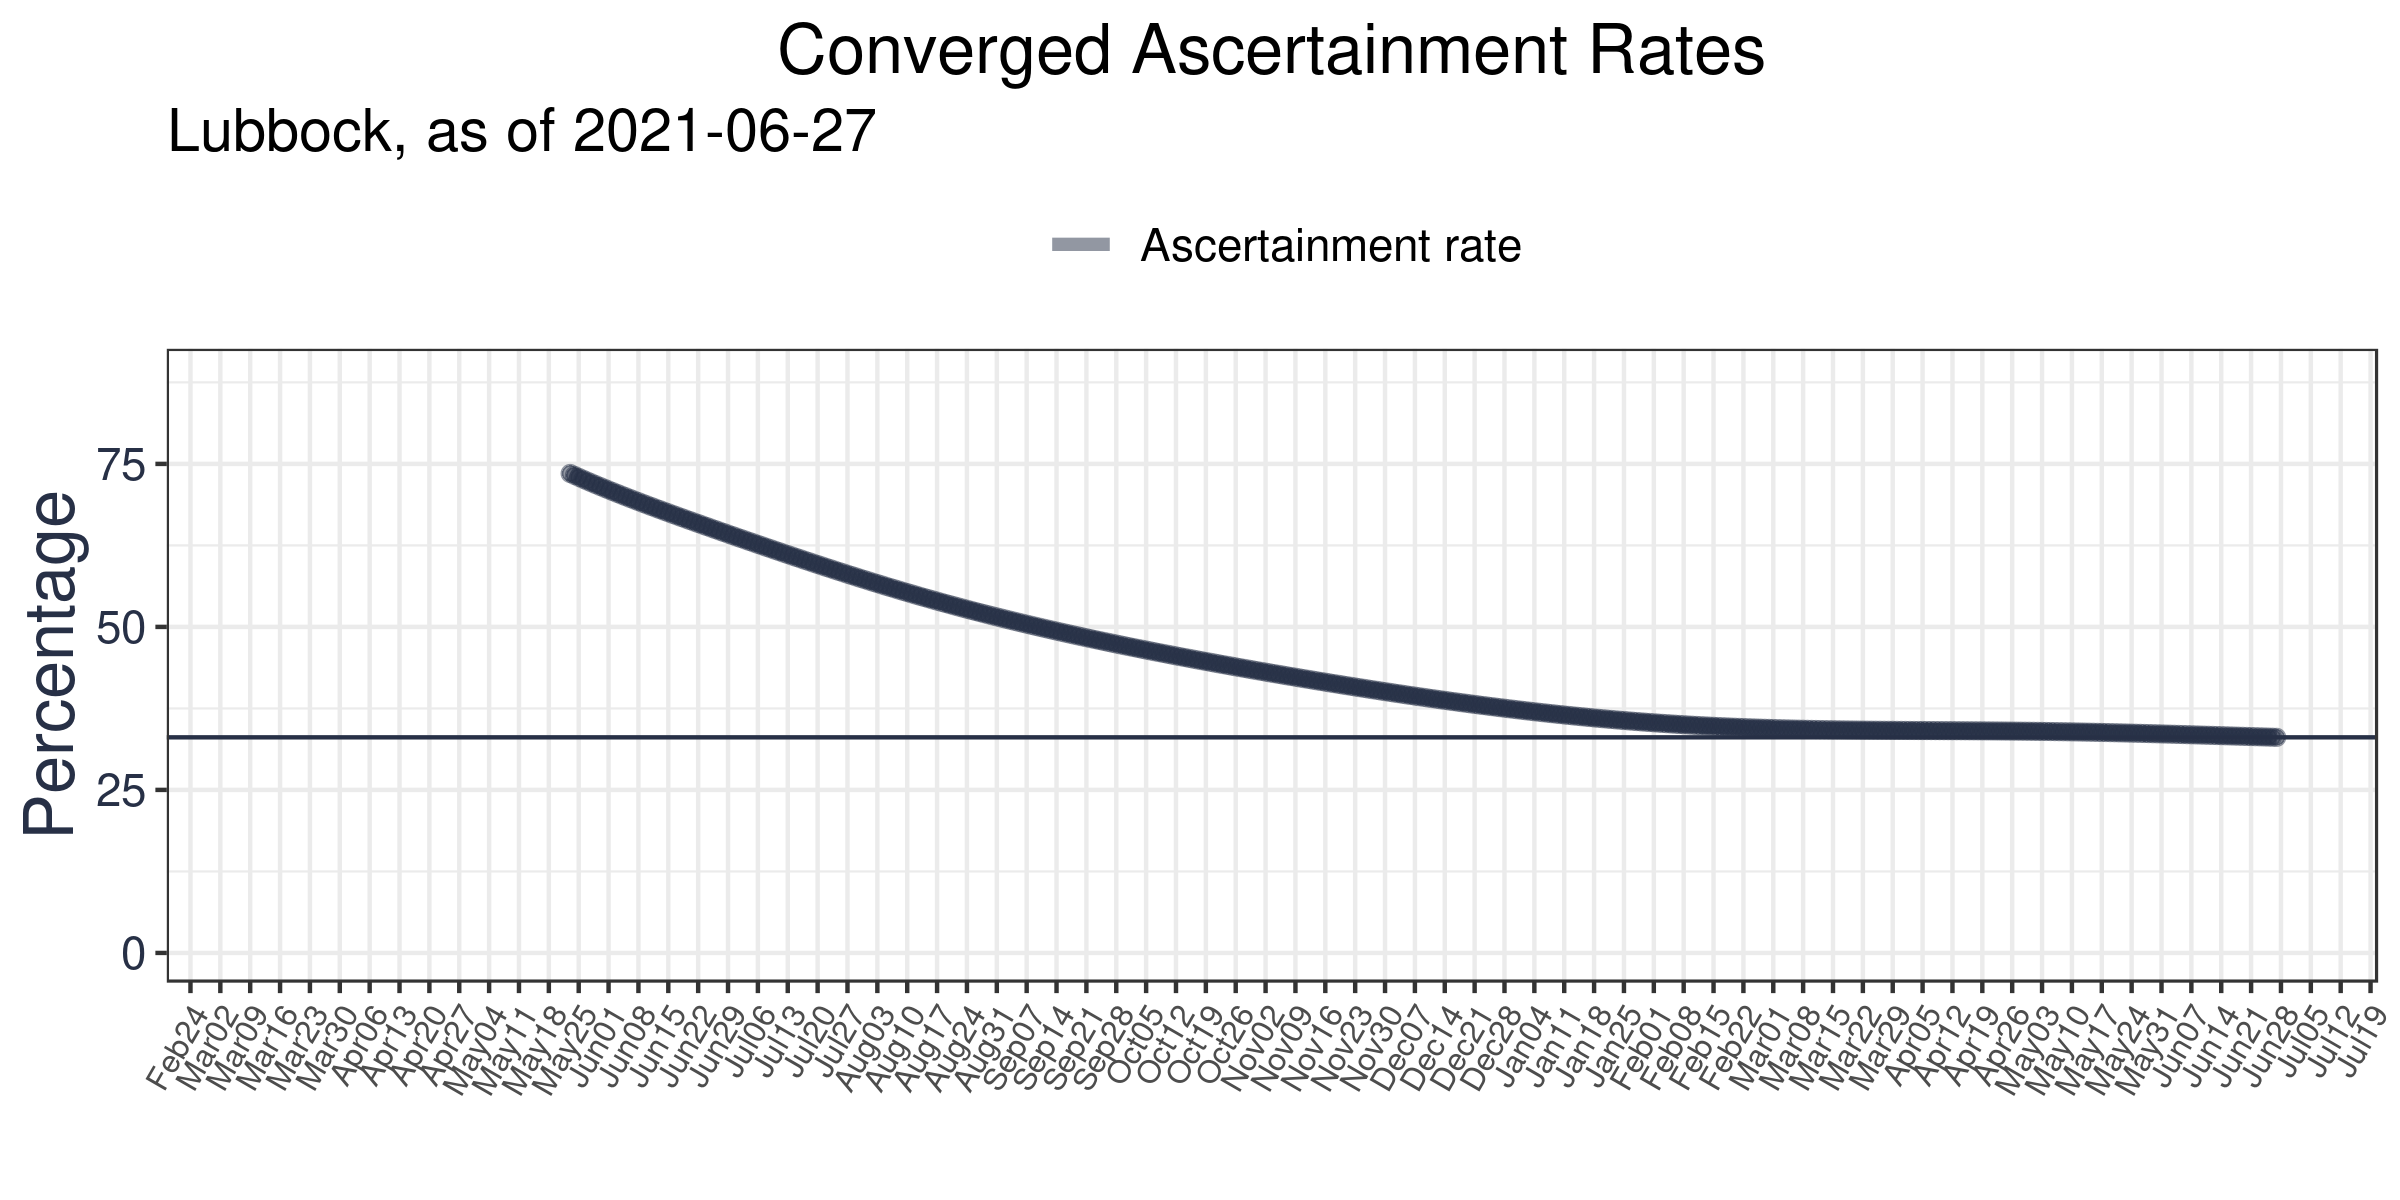 Converged Ascertainment Rates
Lubbock, as of 2021-06-27
Ascertainment rate
Percentage
75
50
25
0
Feb24
Mar02
Mar09
Mar16
Mar23
Mar30
Apr06
Apr13
Apr20
Apr27
May04
May11
May18
May25
Jun01
Jun08
Jun15
Jun22
Jun29
Jul06
Jul13
Jul20
Jul27
Aug03
Aug10
Aug17
Aug24
Aug31
Sep07
Sep14
Sep21
Sep28
Oct05
Oct12
Oct19
Oct26
Nov02
Nov09
Nov16
Nov23
Nov30
Dec07
Dec14
Dec21
Dec28
Jan04
Jan11
Jan18
Jan25
Feb01
Feb08
Feb15
Feb22
Mar01
Mar08
Mar15
Mar22
Mar29
Apr05
Apr12
Apr19
Apr26
May03
May10
May17
May24
May31
Jun07
Jun14
Jun21
Jun28
Jul05
Jul12
Jul19